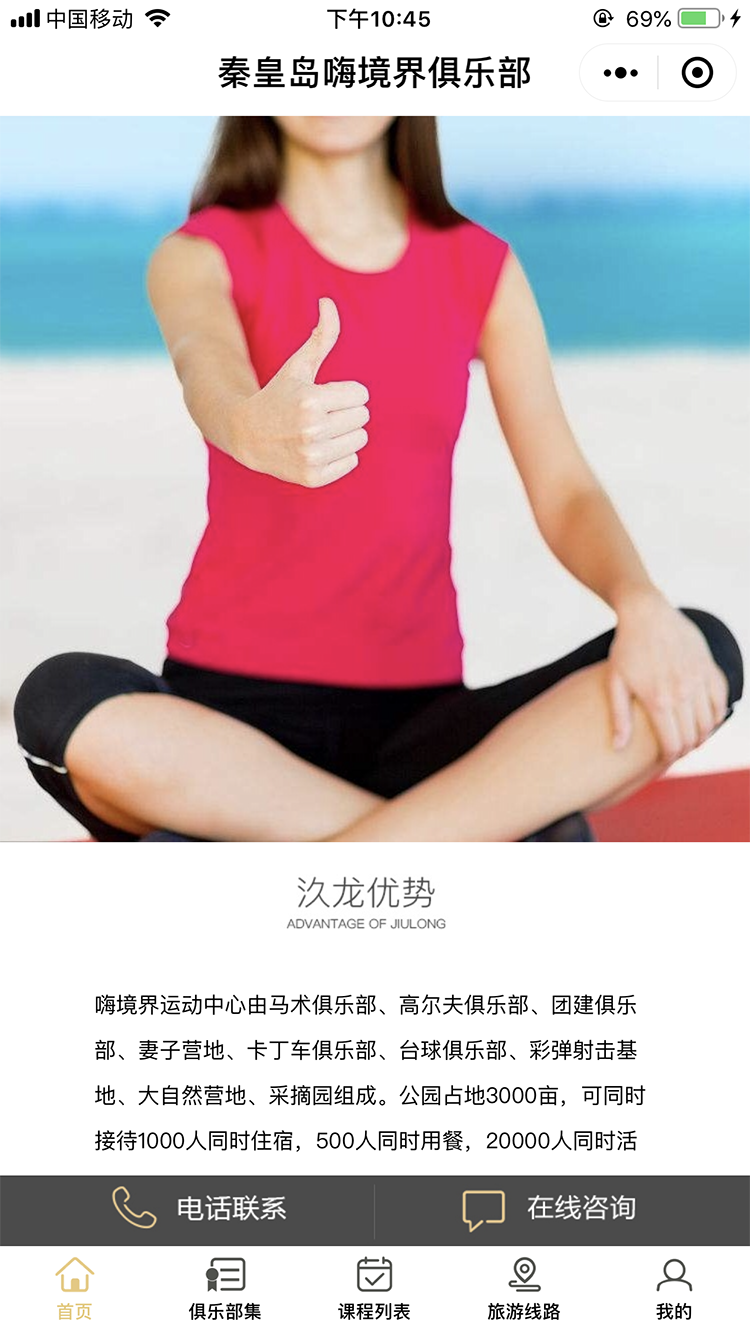 中国移动 下午10:45 69%
秦皇岛嗨境界俱乐部
汣龙优势
ADVANTAGE OF JIULONG
嗨境界运动中心由马术俱乐部、高尔夫俱乐部、团建俱乐
部、妻子营地、卡丁车俱乐部、台球俱乐部、彩弹射击基
地、大自然营地、采摘园组成。公园占地3000亩，可同时
接待1000人同时住宿，500人同时用餐，20000人同时活
电话联系 在线咨询
首页 俱乐部集 课程列表 旅游线路 我的